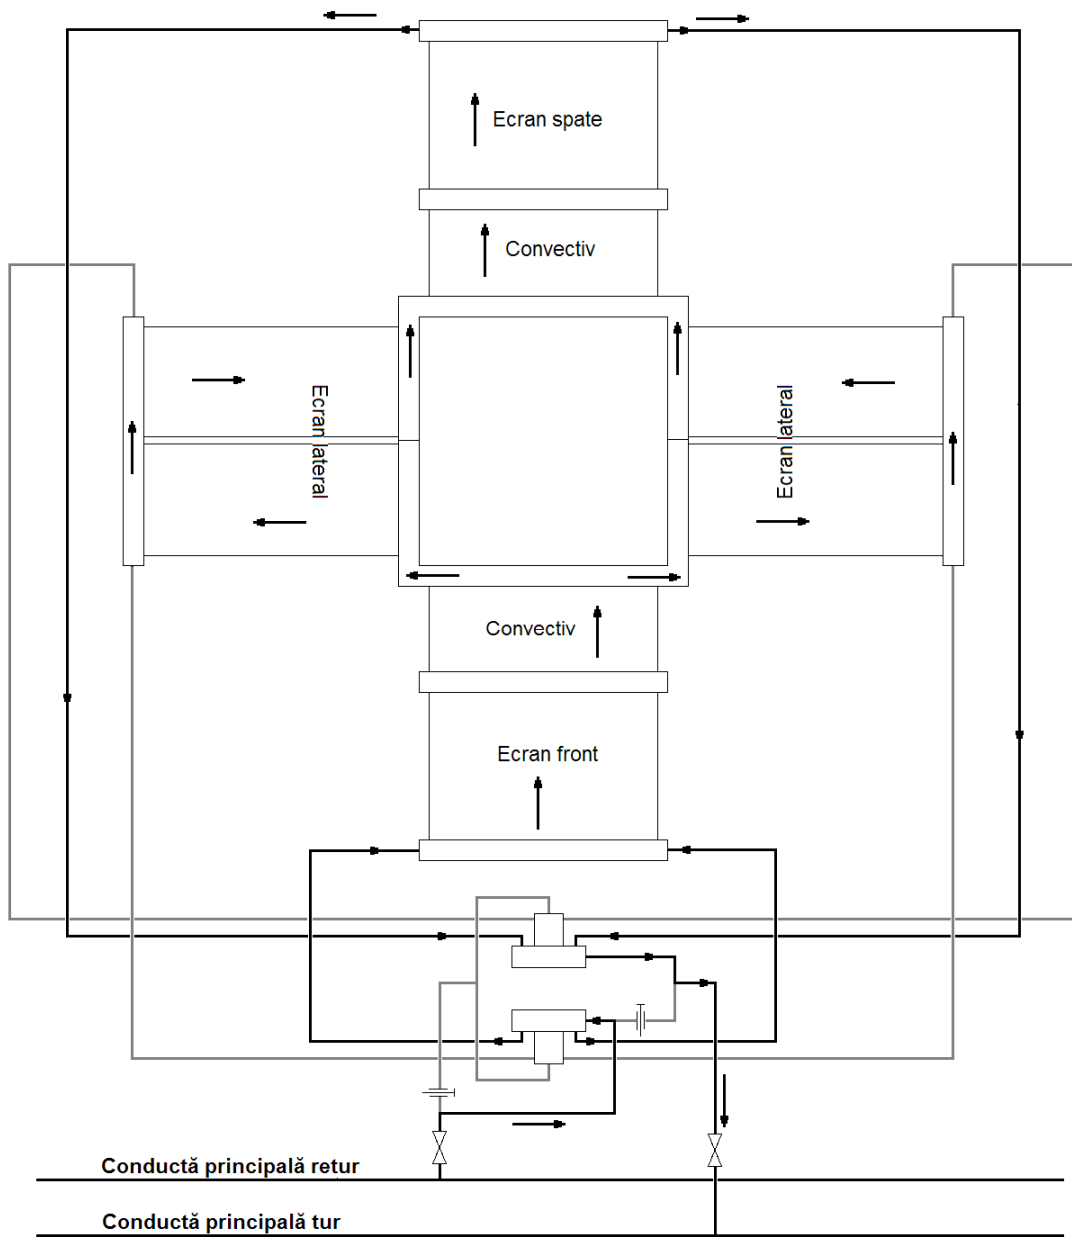 Ecran spate
Convectiv
Ecran lateral
Ecran lateral
Convectiv
Ecran front
Conductă principală retur
Conductă principală tur